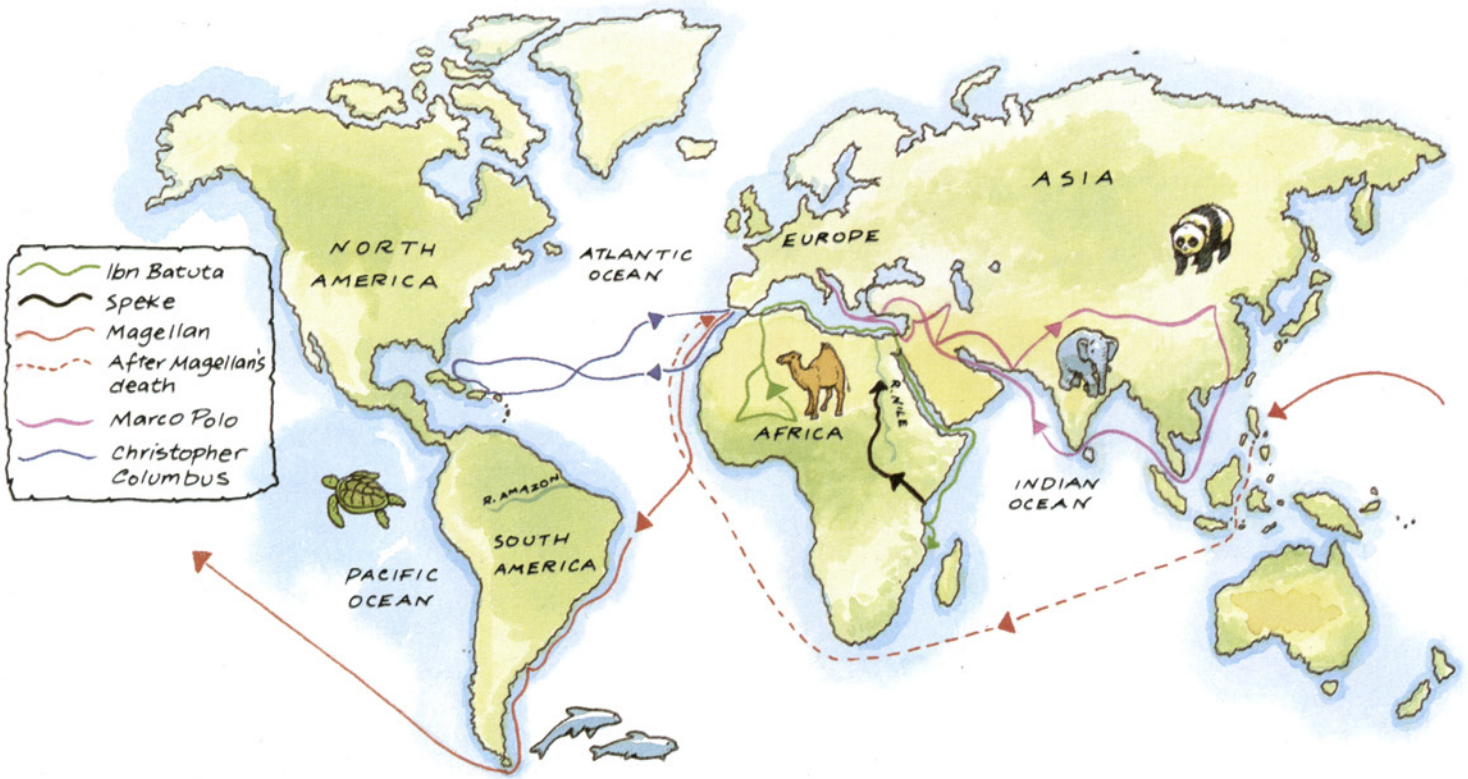 NORTH
AMERICA
ATLANTIC
OCEAN
EUROPE
ASIA
Ibn Batuta
Speke
Magellan
After Magellan's
death
Marco Polo
Christopher
Columbus
AFRICA
R. NILE
INDIAN
OCEAN
R. AMAZON
SOUTH
AMERICA
PACIFIC
OCEAN